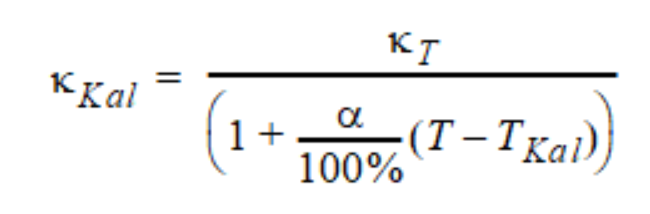 κ_Kal = κ_T / (1 + α/100% (T − T_Kal))